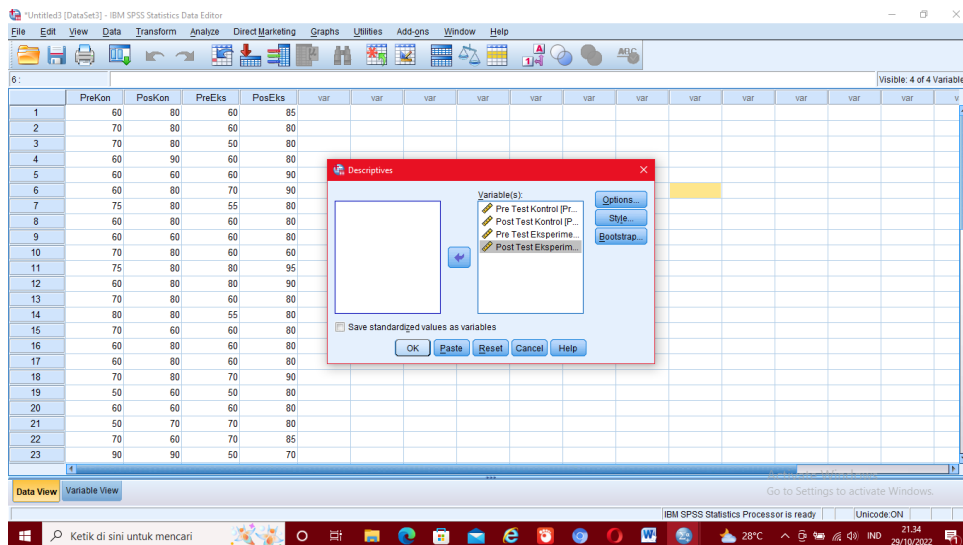 *Untitled3 [DataSet3] - IBM SPSS Statistics Data Editor
File Edit View Data Transform Analyze Direct Marketing Graphs Utilities Add-ons Window Help
6 : Visible: 4 of 4 Variable
PreKon PosKon PreEks PosEks var var var var var var var var var var var var v
1 60 80 60 85
2 70 80 60 80
3 70 80 50 80
4 60 90 60 80
5 60 60 60 90
6 60 80 70 90
7 75 80 55 80
8 60 80 60 80
9 60 60 60 80
10 70 80 60 60
11 75 80 80 95
12 60 80 80 90
13 70 80 60 80
14 80 80 55 80
15 70 60 60 80
16 60 80 60 80
17 60 80 60 80
18 70 80 70 90
19 50 60 50 80
20 60 60 60 80
21 50 70 70 80
22 70 60 70 85
23 90 90 50 70
Descriptives
Variable(s):
Pre Test Kontrol [Pr...
Post Test Kontrol [P...
Pre Test Eksperime...
Post Test Eksperim...
Options...
Style...
Bootstrap...
Save standardized values as variables
OK Paste Reset Cancel Help
Data View Variable View
Activate Windows
Go to Settings to activate Windows.
IBM SPSS Statistics Processor is ready Unicode:ON
Ketik di sini untuk mencari 28°C IND 21.34
29/10/2022